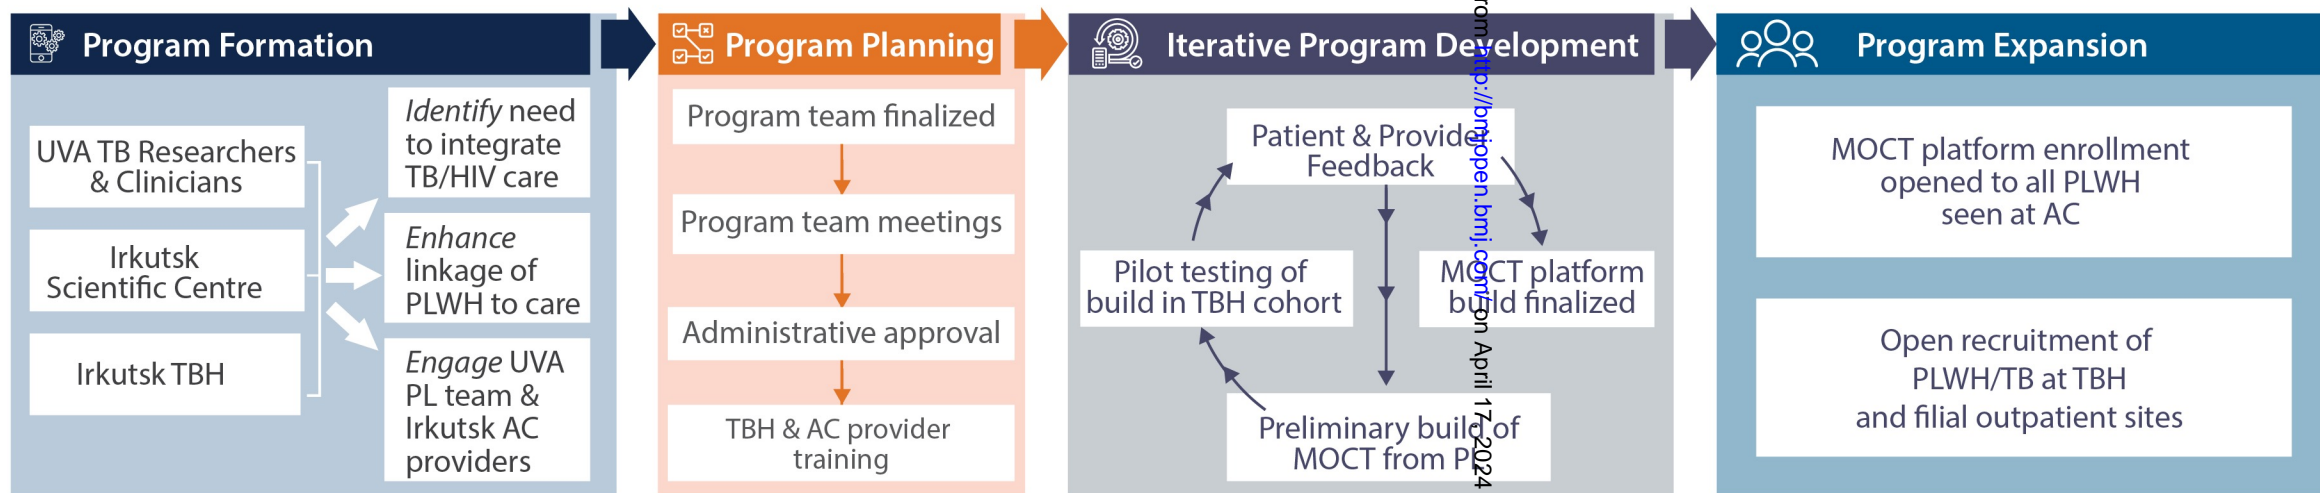 Program Formation
UVA TB Researchers
& Clinicians
Irkutsk
Scientific Centre
Irkutsk TBH
Identify need
to integrate
TB/HIV care
Enhance
linkage of
PLWH to care
Engage UVA
PL team &
Irkutsk AC
providers
Program Planning
Program team finalized
Program team meetings
Administrative approval
TBH & AC provider
training
Iterative Program Development
Patient & Provider
Feedback
Pilot testing of
build in TBH cohort
MOCT platform
build finalized
Preliminary build of
MOCT from PL
Program Expansion
MOCT platform enrollment
opened to all PLWH
seen at AC
Open recruitment of
PLWH/TB at TBH
and filial outpatient sites
http://bmjopen.bmj.com/ on April 17, 2024